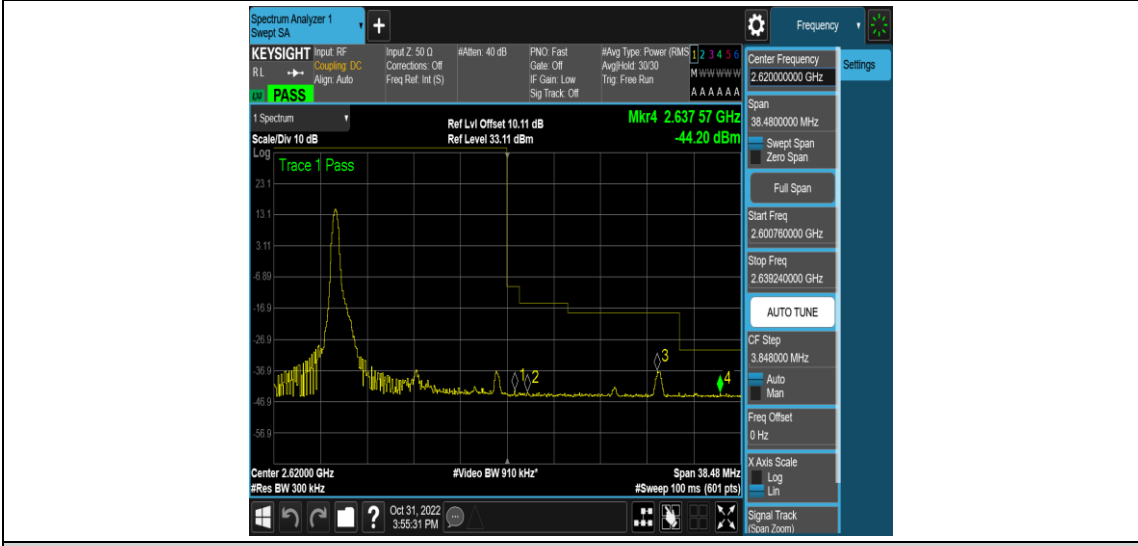 Spectrum Analyzer 1
Swept SA
+
Frequency
KEYSIGHT
R L
PASS
Input: RF
Coupling: DC
Align: Auto
Input Z: 50 Ω
Corrections: Off
Freq Ref: Int (S)
#Atten: 40 dB
PNO: Fast
Gate: Off
IF Gain: Low
Sig Track: Off
#Avg Type: Power (RMS
Avg|Hold: 30/30
Trig: Free Run
1 2 3 4 5 6
M W W W W W
A A A A A A
1 Spectrum
Scale/Div 10 dB
Ref Lvl Offset 10.11 dB
Ref Level 33.11 dBm
Mkr4 2.637 57 GHz
-44.20 dBm
Log
Trace 1 Pass
23.1
13.1
3.11
-6.89
-16.9
-26.9
-36.9
-46.9
-56.9
1
2
3
4
Center 2.62000 GHz
#Res BW 300 kHz
#Video BW 910 kHz*
Span 38.48 MHz
#Sweep 100 ms (601 pts)
Oct 31, 2022
3:55:31 PM
?
Center Frequency
2.620000000 GHz
Settings
Span
38.4800000 MHz
Swept Span
Zero Span
Full Span
Start Freq
2.600760000 GHz
Stop Freq
2.639240000 GHz
AUTO TUNE
CF Step
3.848000 MHz
Auto
Man
Freq Offset
0 Hz
X Axis Scale
Log
Lin
Signal Track
(Span Zoom)